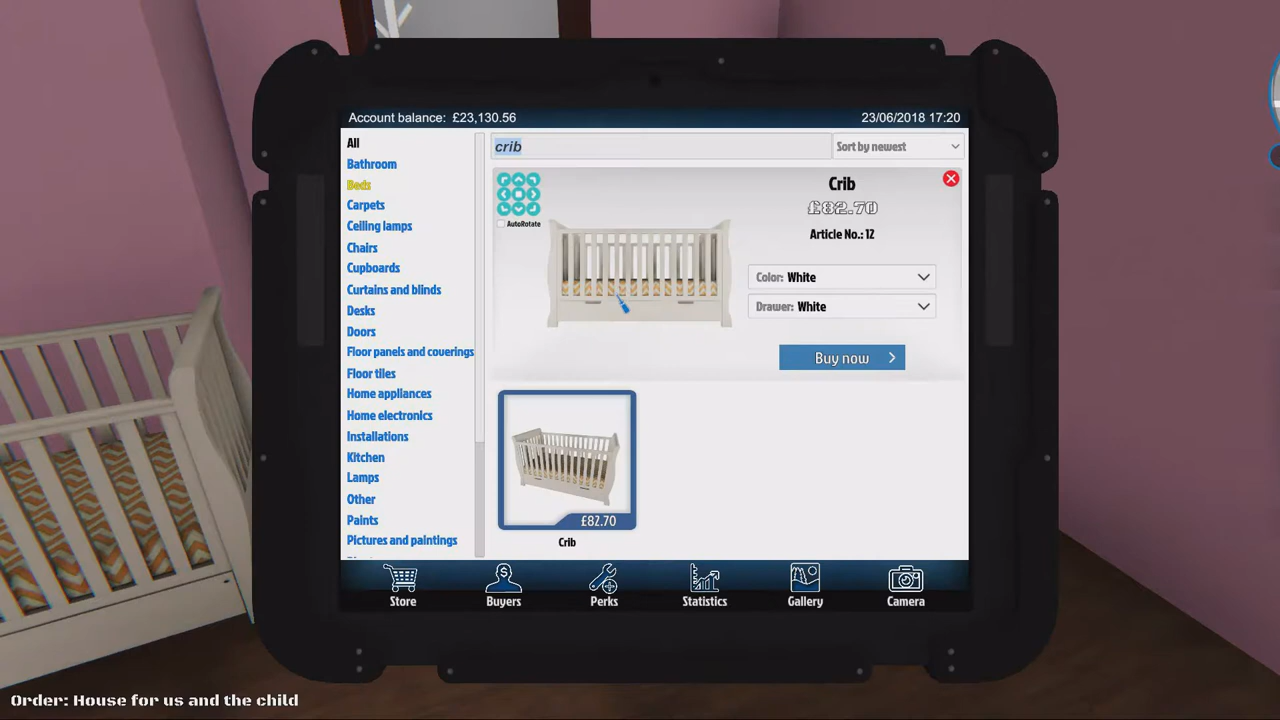 Account balance: £23,130.56
23/06/2018 17:20
All
Bathroom
Beds
Carpets
Ceiling lamps
Chairs
Cupboards
Curtains and blinds
Desks
Doors
Floor panels and coverings
Floor tiles
Home appliances
Home electronics
Installations
Kitchen
Lamps
Other
Paints
Pictures and paintings
crib
Sort by newest
AutoRotate
Crib
£82.70
Article No.: 12
Color: White
Drawer: White
Buy now
£82.70
Crib
Store
Buyers
Perks
Statistics
Gallery
Camera
Order: House for us and the child